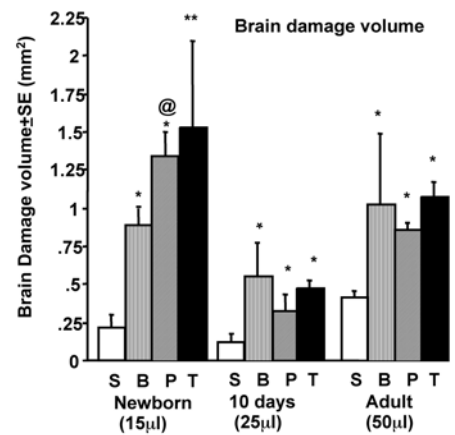 Brain damage volume
Brain Damage volume±SE (mm²)
2.25
2
1.75
1.5
1.25
1
.75
.5
.25
0
* @ * **
* * *
* * *
S B P T S B P T S B P T
Newborn 10 days Adult
(15µl) (25µl) (50µl)